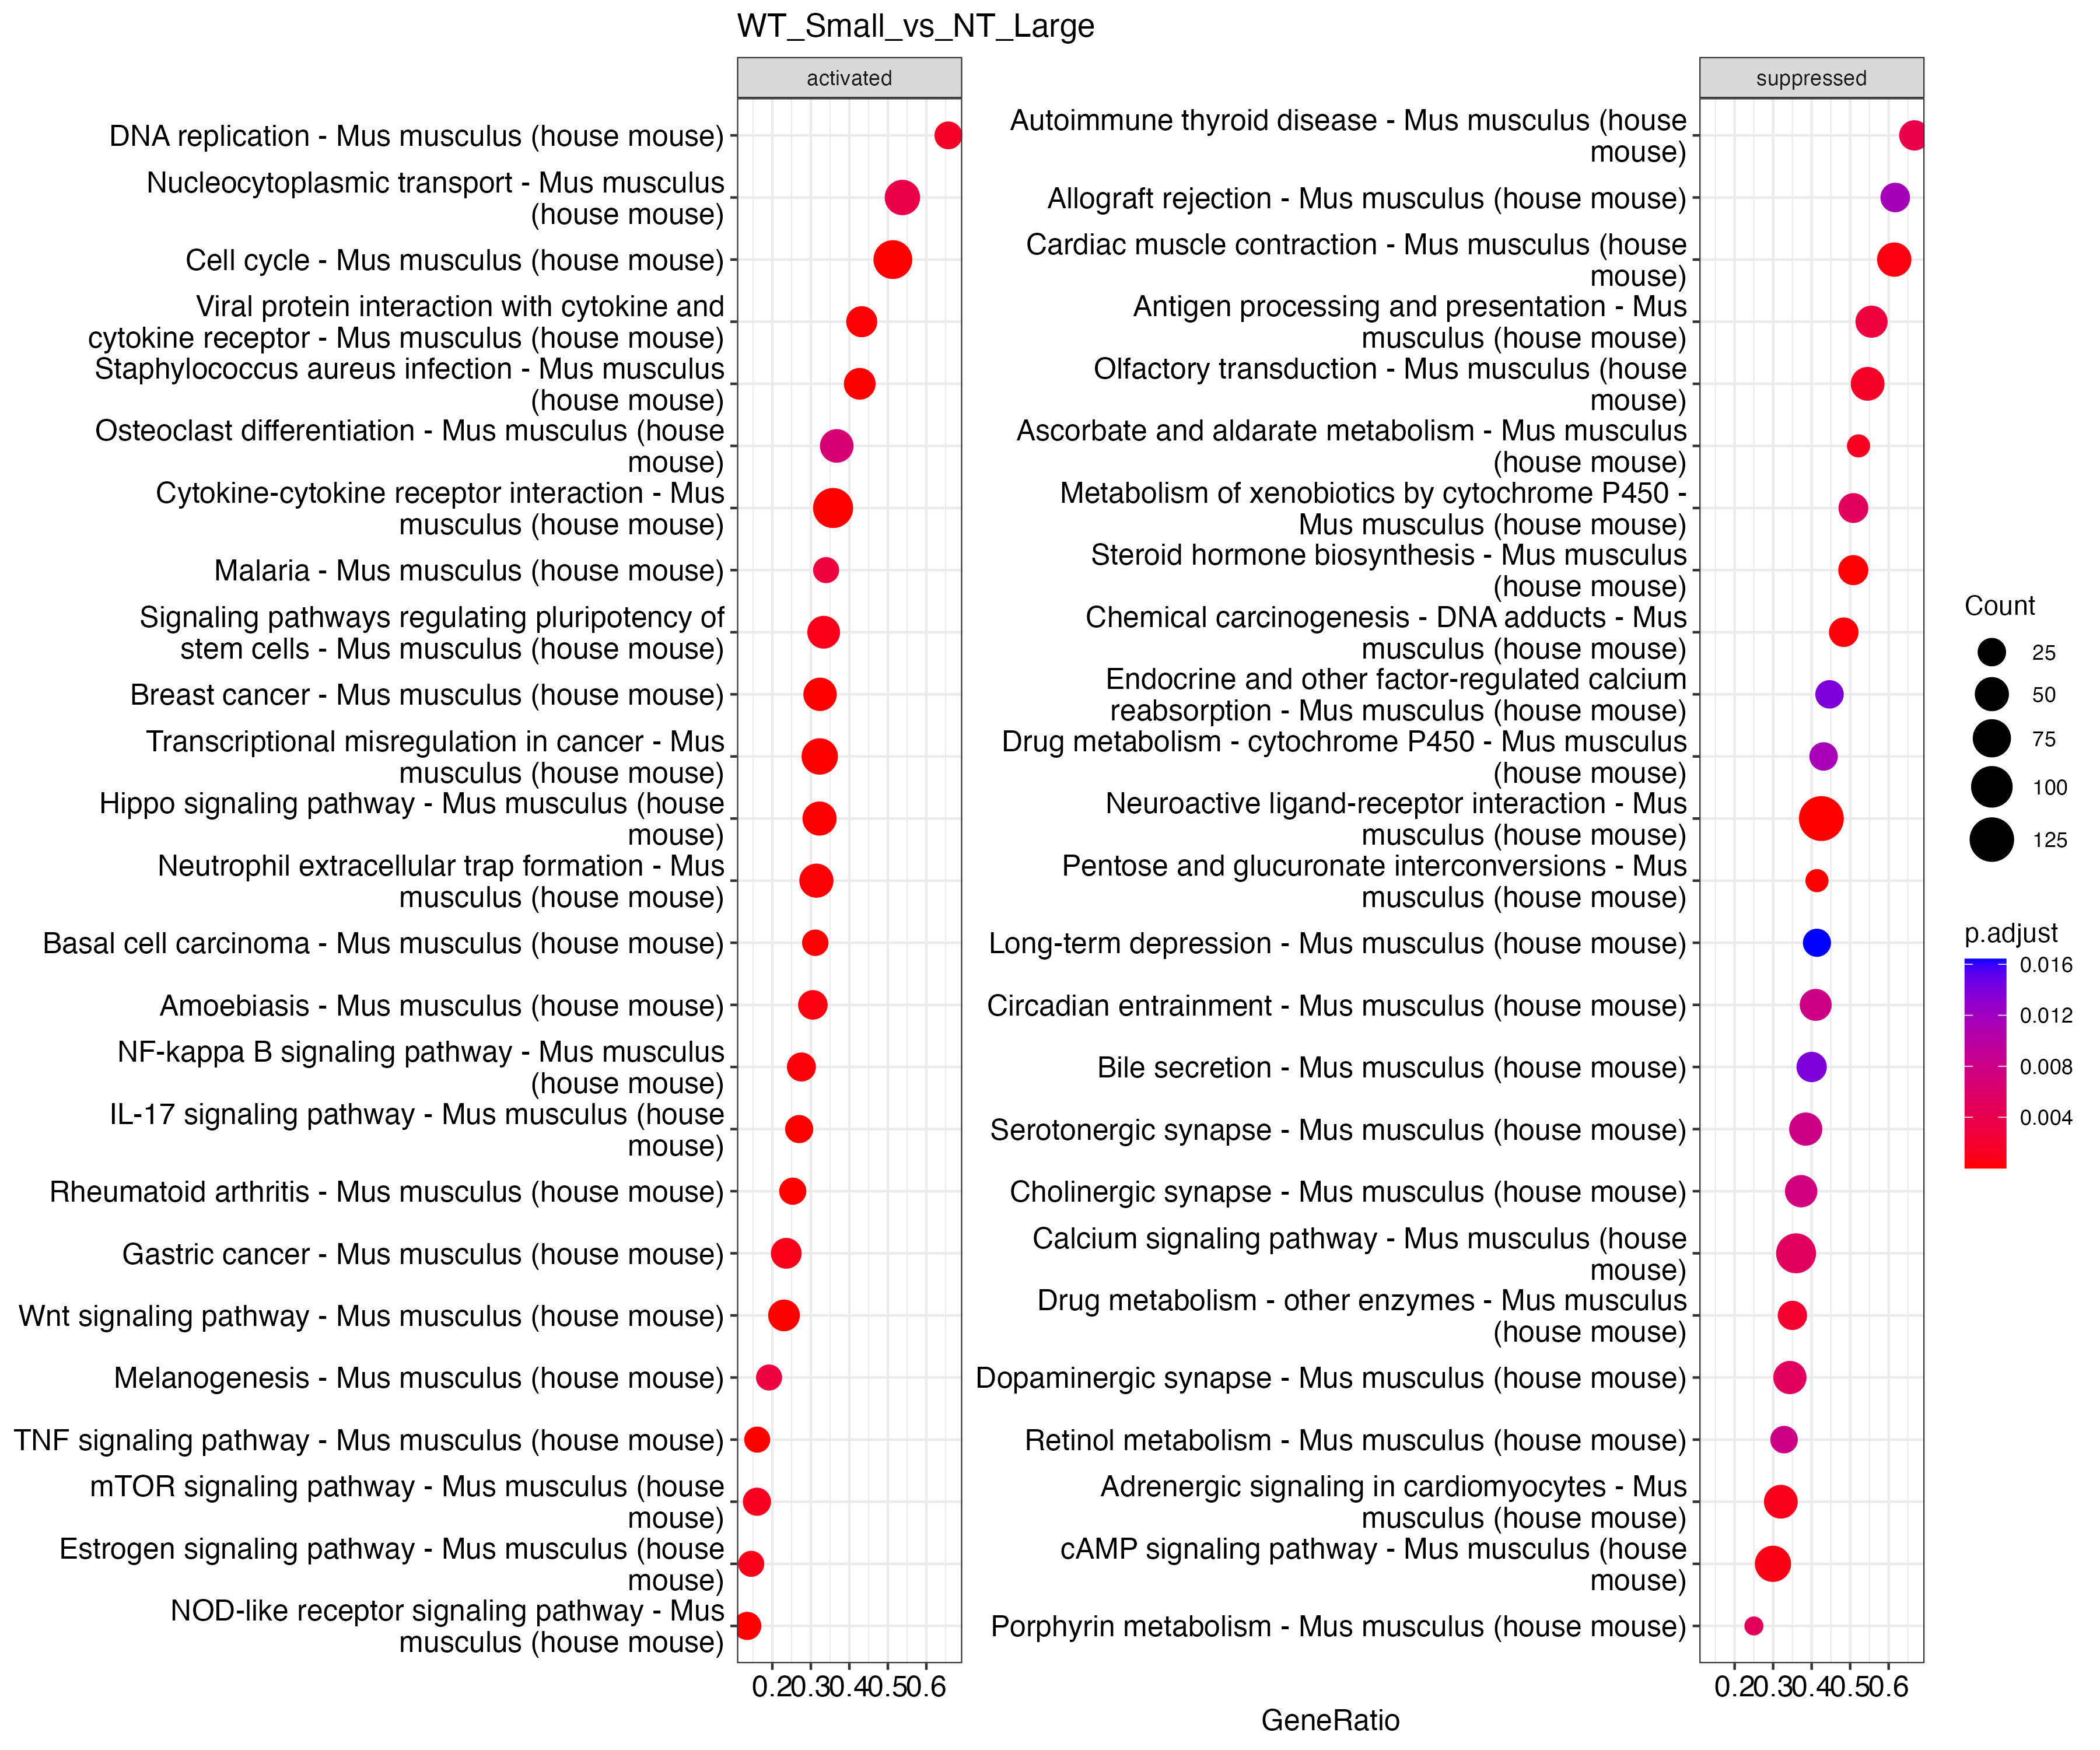 WT_Small_vs_NT_Large
activated
DNA replication - Mus musculus (house mouse)
Nucleocytoplasmic transport - Mus musculus
(house mouse)
Cell cycle - Mus musculus (house mouse)
Viral protein interaction with cytokine and
cytokine receptor - Mus musculus (house mouse)
Staphylococcus aureus infection - Mus musculus
(house mouse)
Osteoclast differentiation - Mus musculus (house
mouse)
Cytokine-cytokine receptor interaction - Mus
musculus (house mouse)
Malaria - Mus musculus (house mouse)
Signaling pathways regulating pluripotency of
stem cells - Mus musculus (house mouse)
Breast cancer - Mus musculus (house mouse)
Transcriptional misregulation in cancer - Mus
musculus (house mouse)
Hippo signaling pathway - Mus musculus (house
mouse)
Neutrophil extracellular trap formation - Mus
musculus (house mouse)
Basal cell carcinoma - Mus musculus (house mouse)
Amoebiasis - Mus musculus (house mouse)
NF-kappa B signaling pathway - Mus musculus
(house mouse)
IL-17 signaling pathway - Mus musculus (house
mouse)
Rheumatoid arthritis - Mus musculus (house mouse)
Gastric cancer - Mus musculus (house mouse)
Wnt signaling pathway - Mus musculus (house mouse)
Melanogenesis - Mus musculus (house mouse)
TNF signaling pathway - Mus musculus (house mouse)
mTOR signaling pathway - Mus musculus (house
mouse)
Estrogen signaling pathway - Mus musculus (house
mouse)
NOD-like receptor signaling pathway - Mus
musculus (house mouse)
0.2 0.3 0.4 0.5 0.6
suppressed
Autoimmune thyroid disease - Mus musculus (house
mouse)
Allograft rejection - Mus musculus (house mouse)
Cardiac muscle contraction - Mus musculus (house
mouse)
Antigen processing and presentation - Mus
musculus (house mouse)
Olfactory transduction - Mus musculus (house
mouse)
Ascorbate and aldarate metabolism - Mus musculus
(house mouse)
Metabolism of xenobiotics by cytochrome P450 -
Mus musculus (house mouse)
Steroid hormone biosynthesis - Mus musculus
(house mouse)
Chemical carcinogenesis - DNA adducts - Mus
musculus (house mouse)
Endocrine and other factor-regulated calcium
reabsorption - Mus musculus (house mouse)
Drug metabolism - cytochrome P450 - Mus musculus
(house mouse)
Neuroactive ligand-receptor interaction - Mus
musculus (house mouse)
Pentose and glucuronate interconversions - Mus
musculus (house mouse)
Long-term depression - Mus musculus (house mouse)
Circadian entrainment - Mus musculus (house mouse)
Bile secretion - Mus musculus (house mouse)
Serotonergic synapse - Mus musculus (house mouse)
Cholinergic synapse - Mus musculus (house mouse)
Calcium signaling pathway - Mus musculus (house
mouse)
Drug metabolism - other enzymes - Mus musculus
(house mouse)
Dopaminergic synapse - Mus musculus (house mouse)
Retinol metabolism - Mus musculus (house mouse)
Adrenergic signaling in cardiomyocytes - Mus
musculus (house mouse)
cAMP signaling pathway - Mus musculus (house
mouse)
Porphyrin metabolism - Mus musculus (house mouse)
0.2 0.3 0.4 0.5 0.6
GeneRatio
Count
25
50
75
100
125
p.adjust
0.016
0.012
0.008
0.004